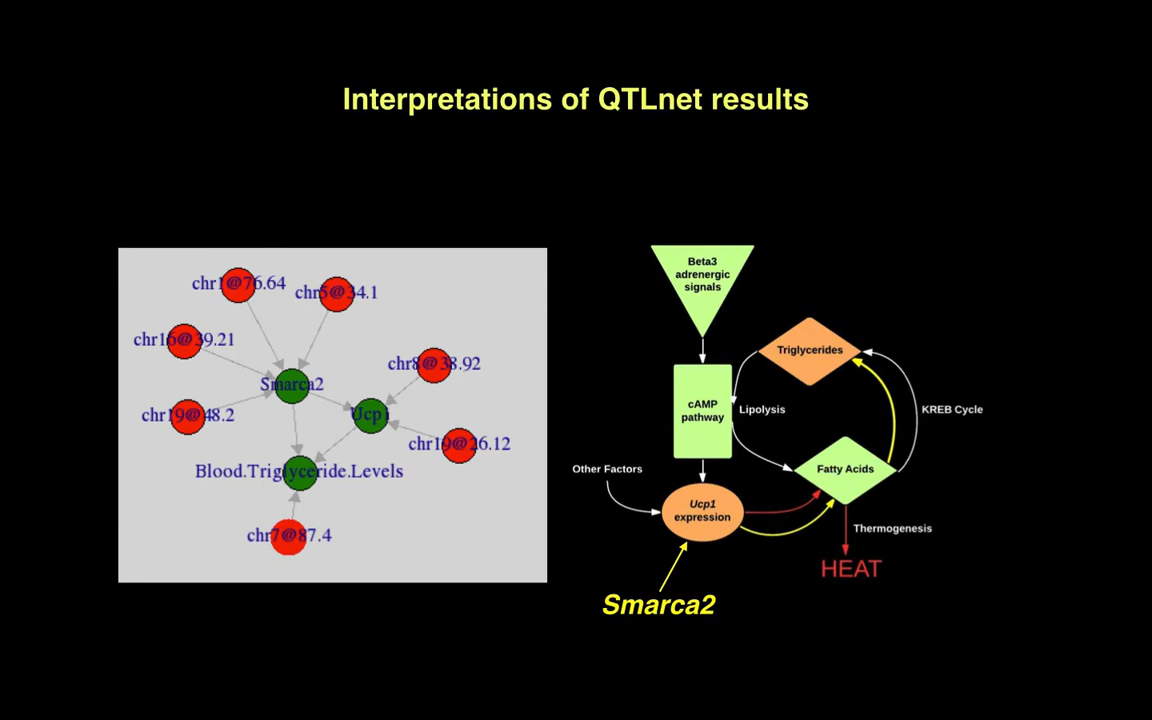 Interpretations of QTLnet results
chr1@76.64
chr5@34.1
chr16@39.21
chr8@38.92
Smarca2
chr19@48.2
Ucp1
chr19@26.12
Blood.Triglyceride.Levels
chr7@87.4
Beta3
adrenergic
signals
Triglycerides
cAMP
pathway
Lipolysis
KREB Cycle
Other Factors
Fatty Acids
Ucp1
expression
Thermogenesis
HEAT
Smarca2